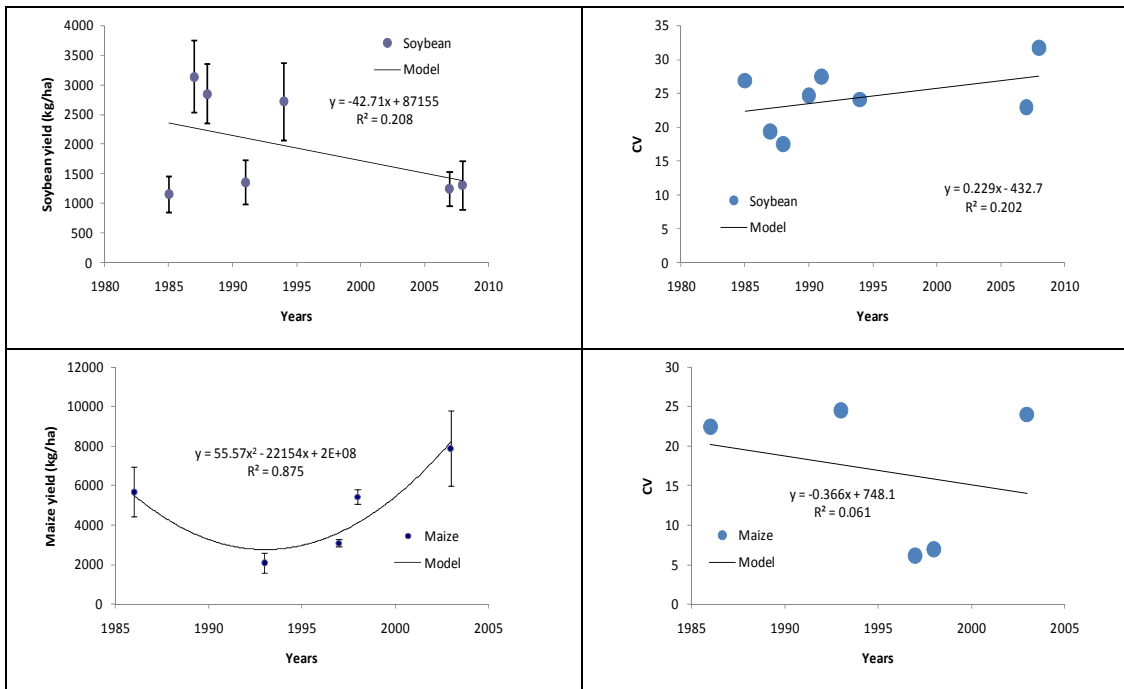 4000
3500
3000
2500
2000
1500
1000
500
0
Soybean yield (kg/ha)
Soybean
Model
y = -42.71x + 87155
R² = 0.208
1980 1985 1990 1995 2000 2005 2010
Years
35
30
25
20
15
10
5
0
CV
y = 0.229x - 432.7
R² = 0.202
Soybean
Model
1980 1985 1990 1995 2000 2005 2010
Years
12000
10000
8000
6000
4000
2000
0
Maize yield (kg/ha)
y = 55.57x² - 22154x + 2E+08
R² = 0.875
Maize
Model
1985 1990 1995 2000 2005
Years
30
25
20
15
10
5
0
CV
y = -0.366x + 748.1
R² = 0.061
Maize
Model
1985 1990 1995 2000 2005
Years